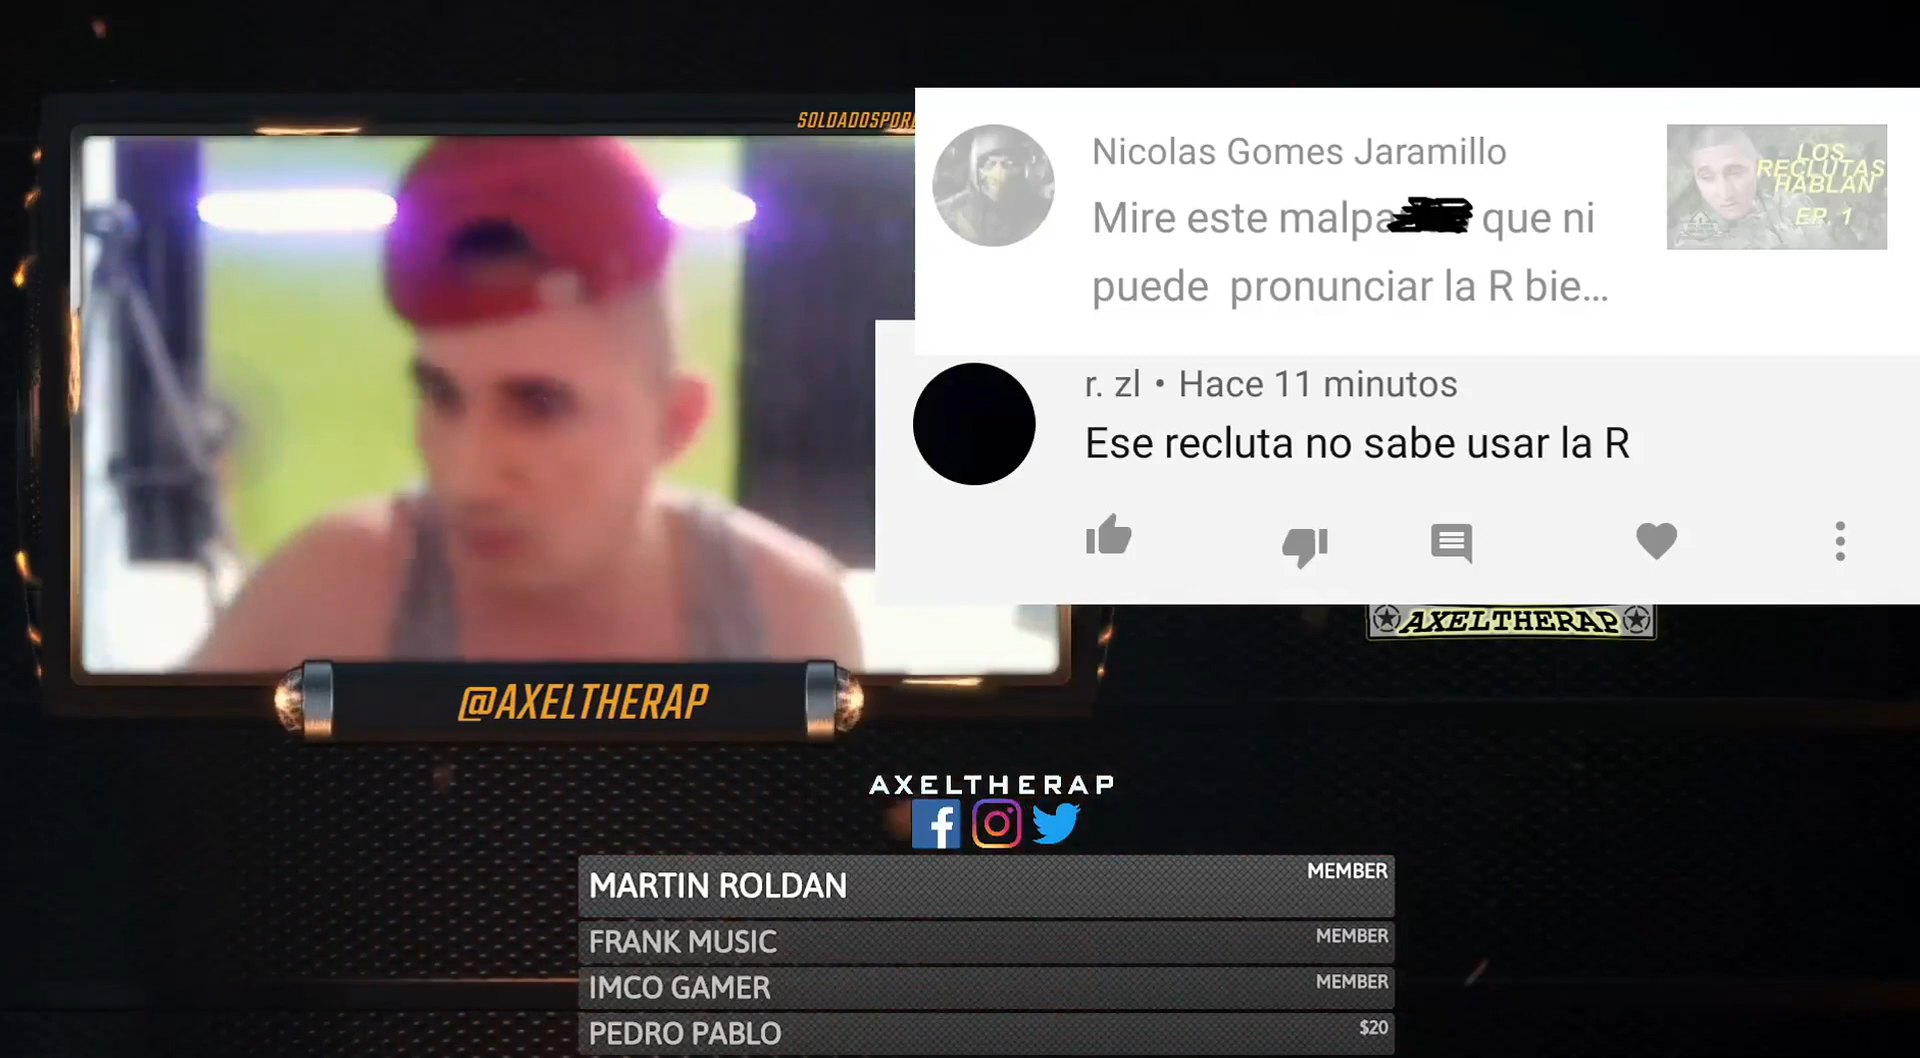 SOLDADOSPOR
Nicolas Gomes Jaramillo
Mire este malpa que ni
puede pronunciar la R bie...
LOS
RECLUTAS
HABLAN
EP. 1
r. zl • Hace 11 minutos
Ese recluta no sabe usar la R
AXELTHERAP
@AXELTHERAP
AXELTHERAP
MARTIN ROLDAN MEMBER
FRANK MUSIC MEMBER
IMCO GAMER MEMBER
PEDRO PABLO $20